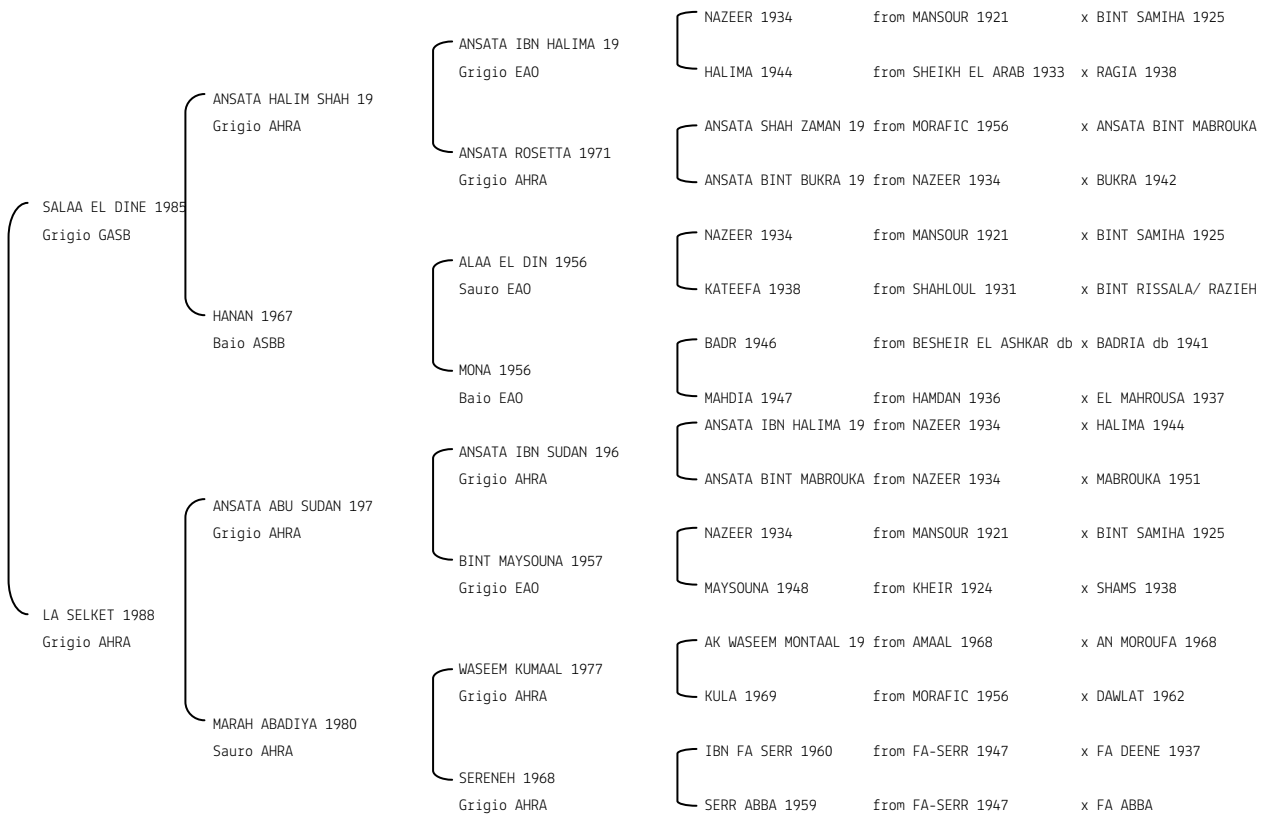 NAZEER 1934 from MANSOUR 1921 x BINT SAMIHA 1925
ANSATA IBN HALIMA 19
Grigio EAO HALIMA 1944 from SHEIKH EL ARAB 1933 x RAGIA 1938
ANSATA HALIM SHAH 19
Grigio AHRA ANSATA SHAH ZAMAN 19 from MORAFIC 1956 x ANSATA BINT MABROUKA
ANSATA ROSETTA 1971
Grigio AHRA ANSATA BINT BUKRA 19 from NAZEER 1934 x BUKRA 1942
SALAA EL DINE 1985
Grigio GASB NAZEER 1934 from MANSOUR 1921 x BINT SAMIHA 1925
ALAA EL DIN 1956
Sauro EAO KATEEFA 1938 from SHAHLOUL 1931 x BINT RISSALA/ RAZIEH
HANAN 1967
Baio ASBB BADR 1946 from BESHEIR EL ASHKAR db x BADRIA db 1941
MONA 1956
Baio EAO MAHDIA 1947 from HAMDAN 1936 x EL MAHROUSA 1937
ANSATA IBN HALIMA 19 from NAZEER 1934 x HALIMA 1944
ANSATA IBN SUDAN 196
Grigio AHRA ANSATA BINT MABROUKA from NAZEER 1934 x MABROUKA 1951
ANSATA ABU SUDAN 197
Grigio AHRA NAZEER 1934 from MANSOUR 1921 x BINT SAMIHA 1925
BINT MAYSOUNA 1957
Grigio EAO MAYSOUNA 1948 from KHEIR 1924 x SHAMS 1938
LA SELKET 1988
Grigio AHRA AK WASEEM MONTAAL 19 from AMAAL 1968 x AN MOROUFA 1968
WASEEM KUMAAL 1977
Grigio AHRA KULA 1969 from MORAFIC 1956 x DAWLAT 1962
MARAH ABADIYA 1980
Sauro AHRA IBN FA SERR 1960 from FA-SERR 1947 x FA DEENE 1937
SERENEH 1968
Grigio AHRA SERR ABBA 1959 from FA-SERR 1947 x FA ABBA